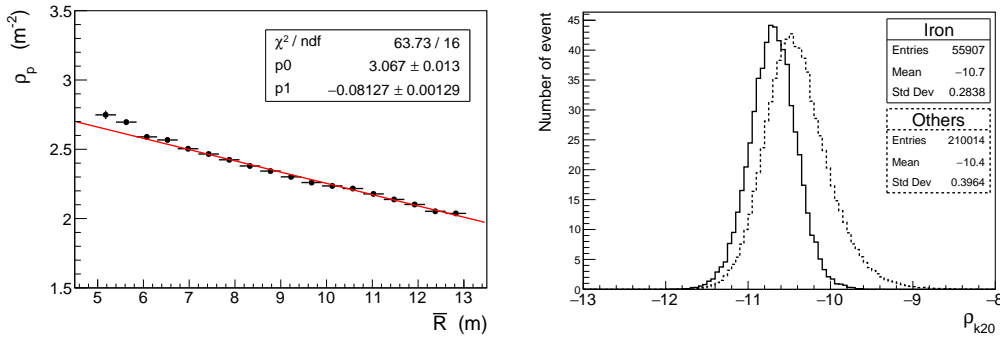 ρp (m-2)
3.5
3
2.5
2
1.5
χ2 / ndf 63.73 / 16
p0 3.067 ± 0.013
p1 −0.08127 ± 0.00129
5 6 7 8 9 10 11 12 13
R̅ (m)
Number of event
45
40
35
30
25
20
15
10
5
0
Iron
Entries 55907
Mean −10.7
Std Dev 0.2838
Others
Entries 210014
Mean −10.4
Std Dev 0.3964
−13 −12 −11 −10 −9 −8
ρk20